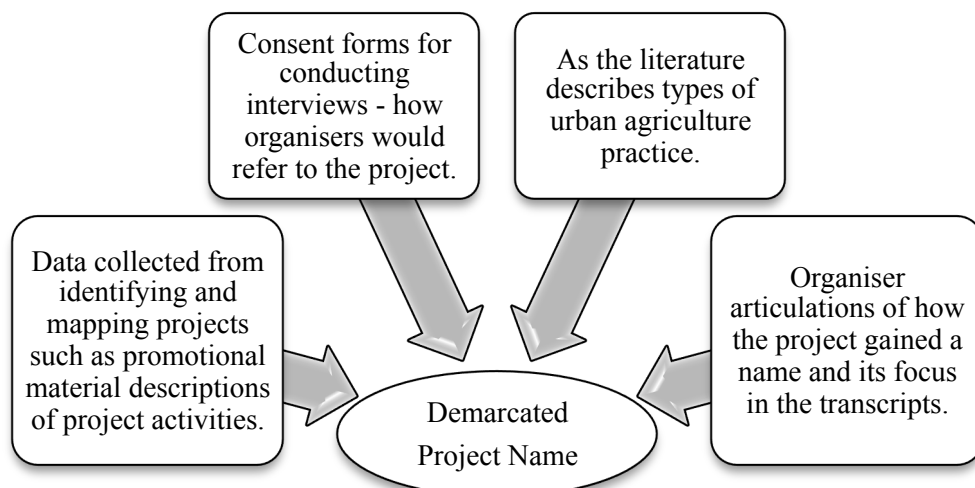 Consent forms for
conducting
interviews - how
organisers would
refer to the project.
As the literature
describes types of
urban agriculture
practice.
Data collected from
identifying and
mapping projects
such as promotional
material descriptions
of project activities.
Organiser
articulations of how
the project gained a
name and its focus
in the transcripts.
Demarcated
Project Name